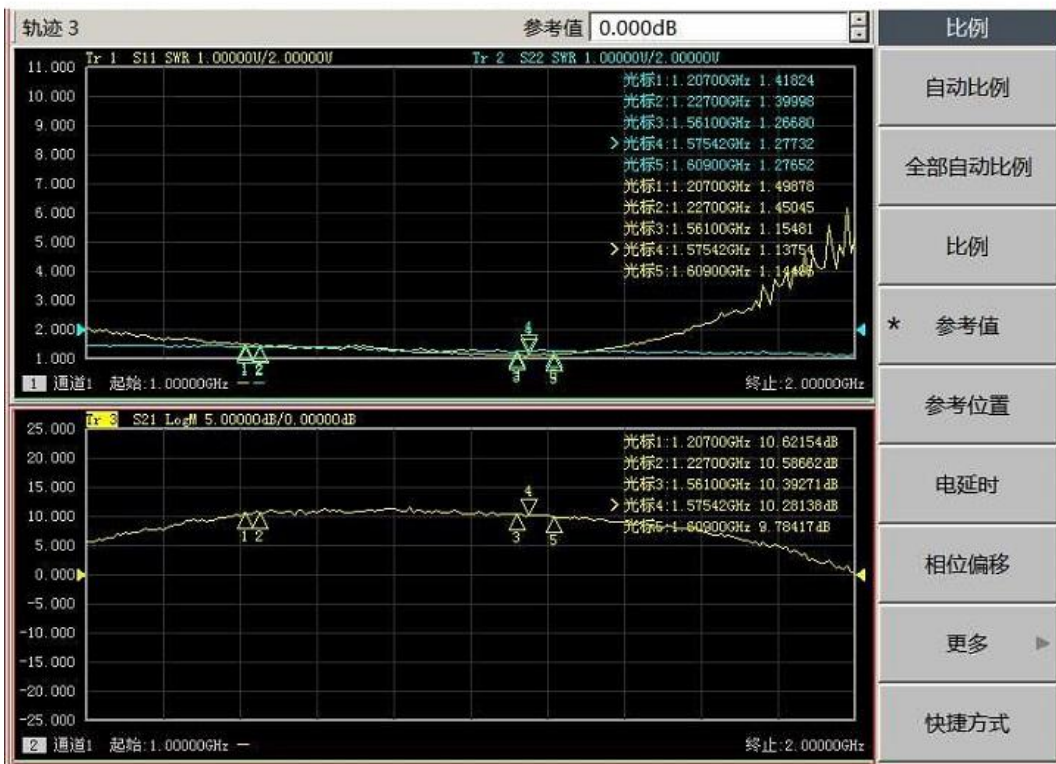 轨迹 3
参考值 0.000dB
Tr 1 S11 SWR 1.00000U/2.00000U
Tr 2 S22 SWR 1.00000U/2.00000U
11.000
10.000
9.000
8.000
7.000
6.000
5.000
4.000
3.000
2.000
1.000
光标1:1.20700GHz 1.41824
光标2:1.22700GHz 1.39998
光标3:1.56100GHz 1.26680
>光标4:1.57542GHz 1.27732
光标5:1.60900GHz 1.27652
光标1:1.20700GHz 1.49878
光标2:1.22700GHz 1.45045
光标3:1.56100GHz 1.15481
>光标4:1.57542GHz
光标5:1.60900GHz
1 2 3 4 5
1 通道1 起始:1.00000GHz — —
终止:2.00000GHz
Tr 3 S21 LogM 5.00000dB/0.00000dB
25.000
20.000
15.000
10.000
5.000
0.000
-5.000
-10.000
-15.000
-20.000
-25.000
光标1:1.20700GHz 10.62154dB
光标2:1.22700GHz 10.58662dB
光标3:1.56100GHz 10.39271dB
>光标4:1.57542GHz 10.28138dB
光标5:1.60900GHz 9.78417dB
1 2 3 4 5
2 通道1 起始:1.00000GHz —
终止:2.00000GHz
比例
自动比例
全部自动比例
比例
* 参考值
参考位置
电延时
相位偏移
更多
快捷方式